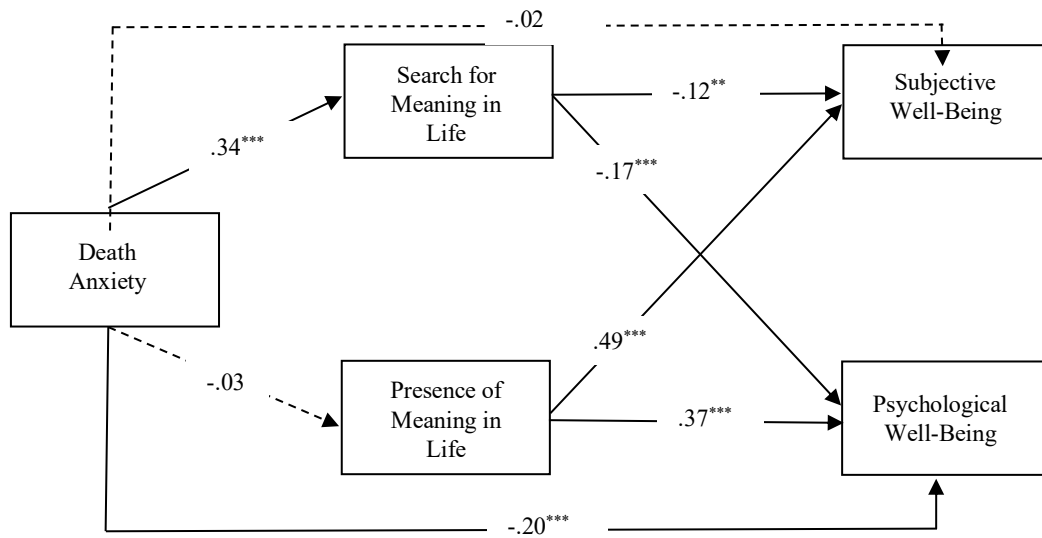 -.02
Search for
Meaning in
Life
Subjective
Well-Being
-.12**
.34***
-.17***
Death
Anxiety
.49***
-.03
Presence of
Meaning in
Life
.37***
Psychological
Well-Being
-.20***